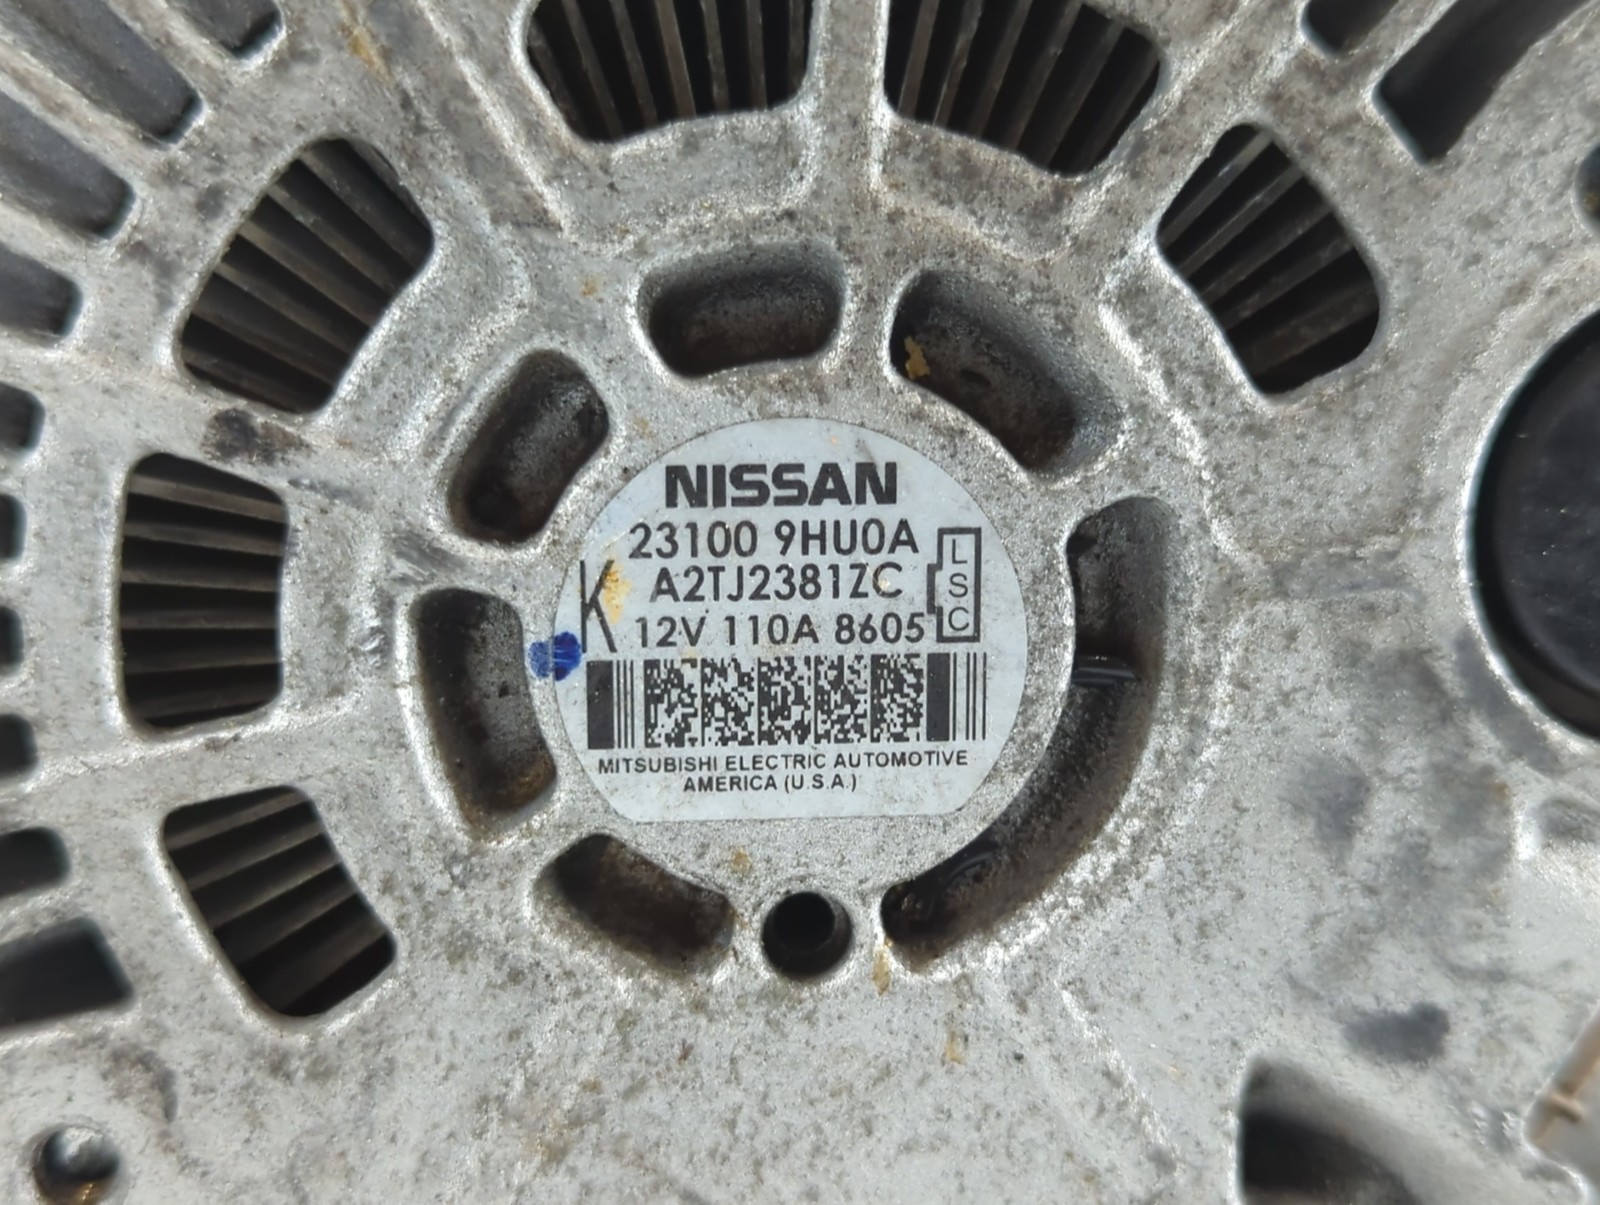 NISSAN
23100 9HU0A
K
A2TJ2381ZC
12V 110A 8605
L
S
C
MITSUBISHI ELECTRIC AUTOMOTIVE
AMERICA (U.S.A.)